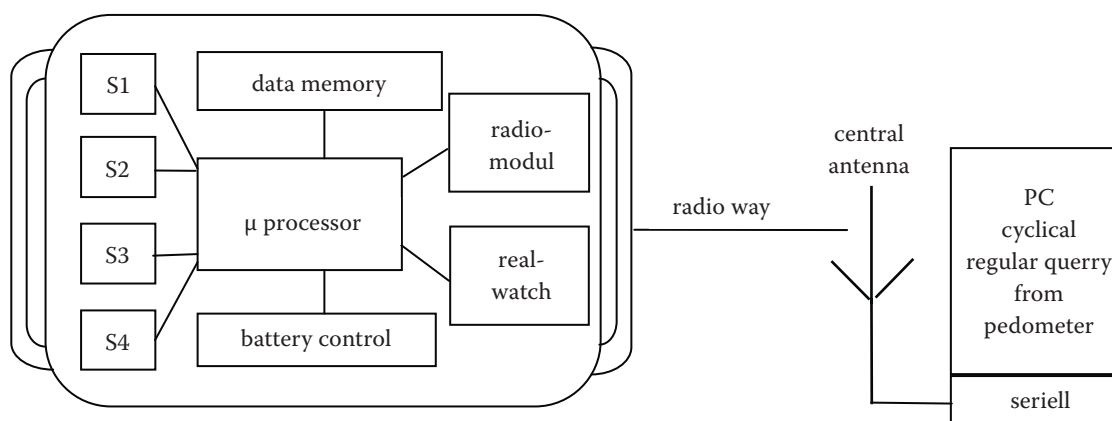 S1
S2
S3
S4
data memory
μ processor
battery control
radio-
modul
real-
watch
radio way
central
antenna
PC
cyclical
regular querry
from
pedometer
seriell